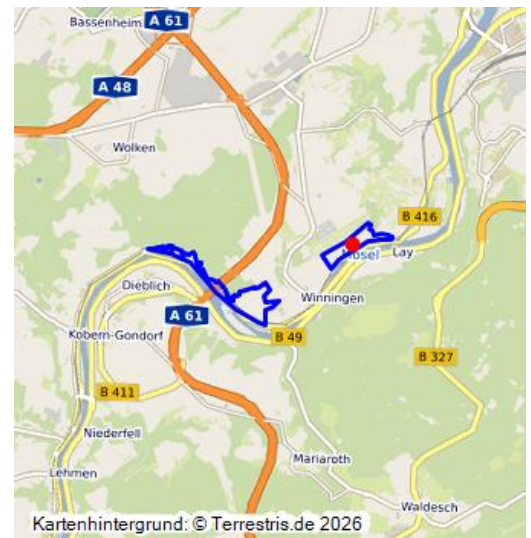 Bassenheim
A 61
A 48
Wolken
B 416
Mosel
Lay
Dieblich
Winningen
A 61
B 49
Kobern-Gondorf
B 327
B 411
Niederfell
Mariaroth
Lehmen
Waldesch
Kartenhintergrund: © Terrestris.de 2026